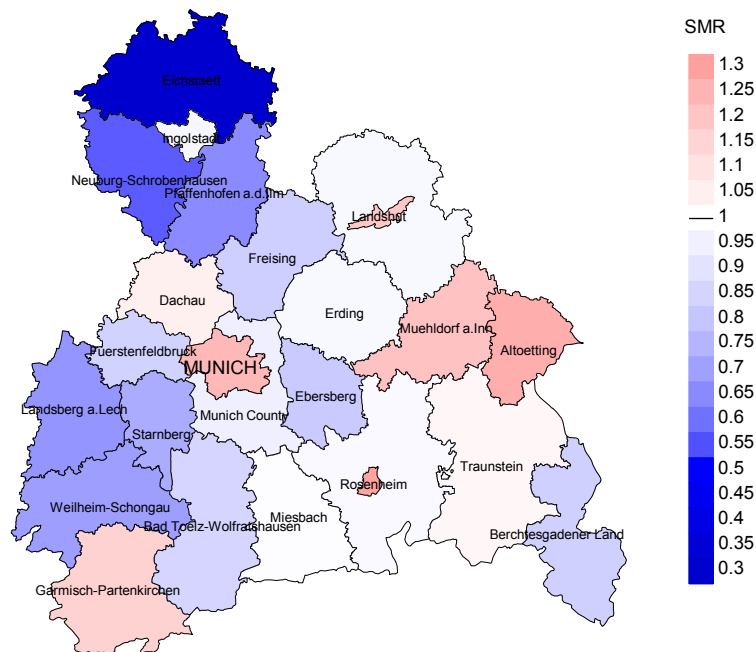 SMR
1.3
1.25
1.2
1.15
1.1
1.05
1
0.95
0.9
0.85
0.8
0.75
0.7
0.65
0.6
0.55
0.5
0.45
0.4
0.35
0.3
Eichstaett
Ingolstadt
Neuburg-Schrobenhausen
Pfaffenhofen a.d.Ilm
Landshut
Freising
Dachau
Erding
Muehldorf a.Inn
Altoetting
Fuerstenfeldbruck
MUNICH
Ebersberg
Landsberg a.Lech
Munich County
Starnberg
Traunstein
Rosenheim
Weilheim-Schongau
Miesbach
Bad Toelz-Wolfratshausen
Berchtesgadener Land
Garmisch-Partenkirchen